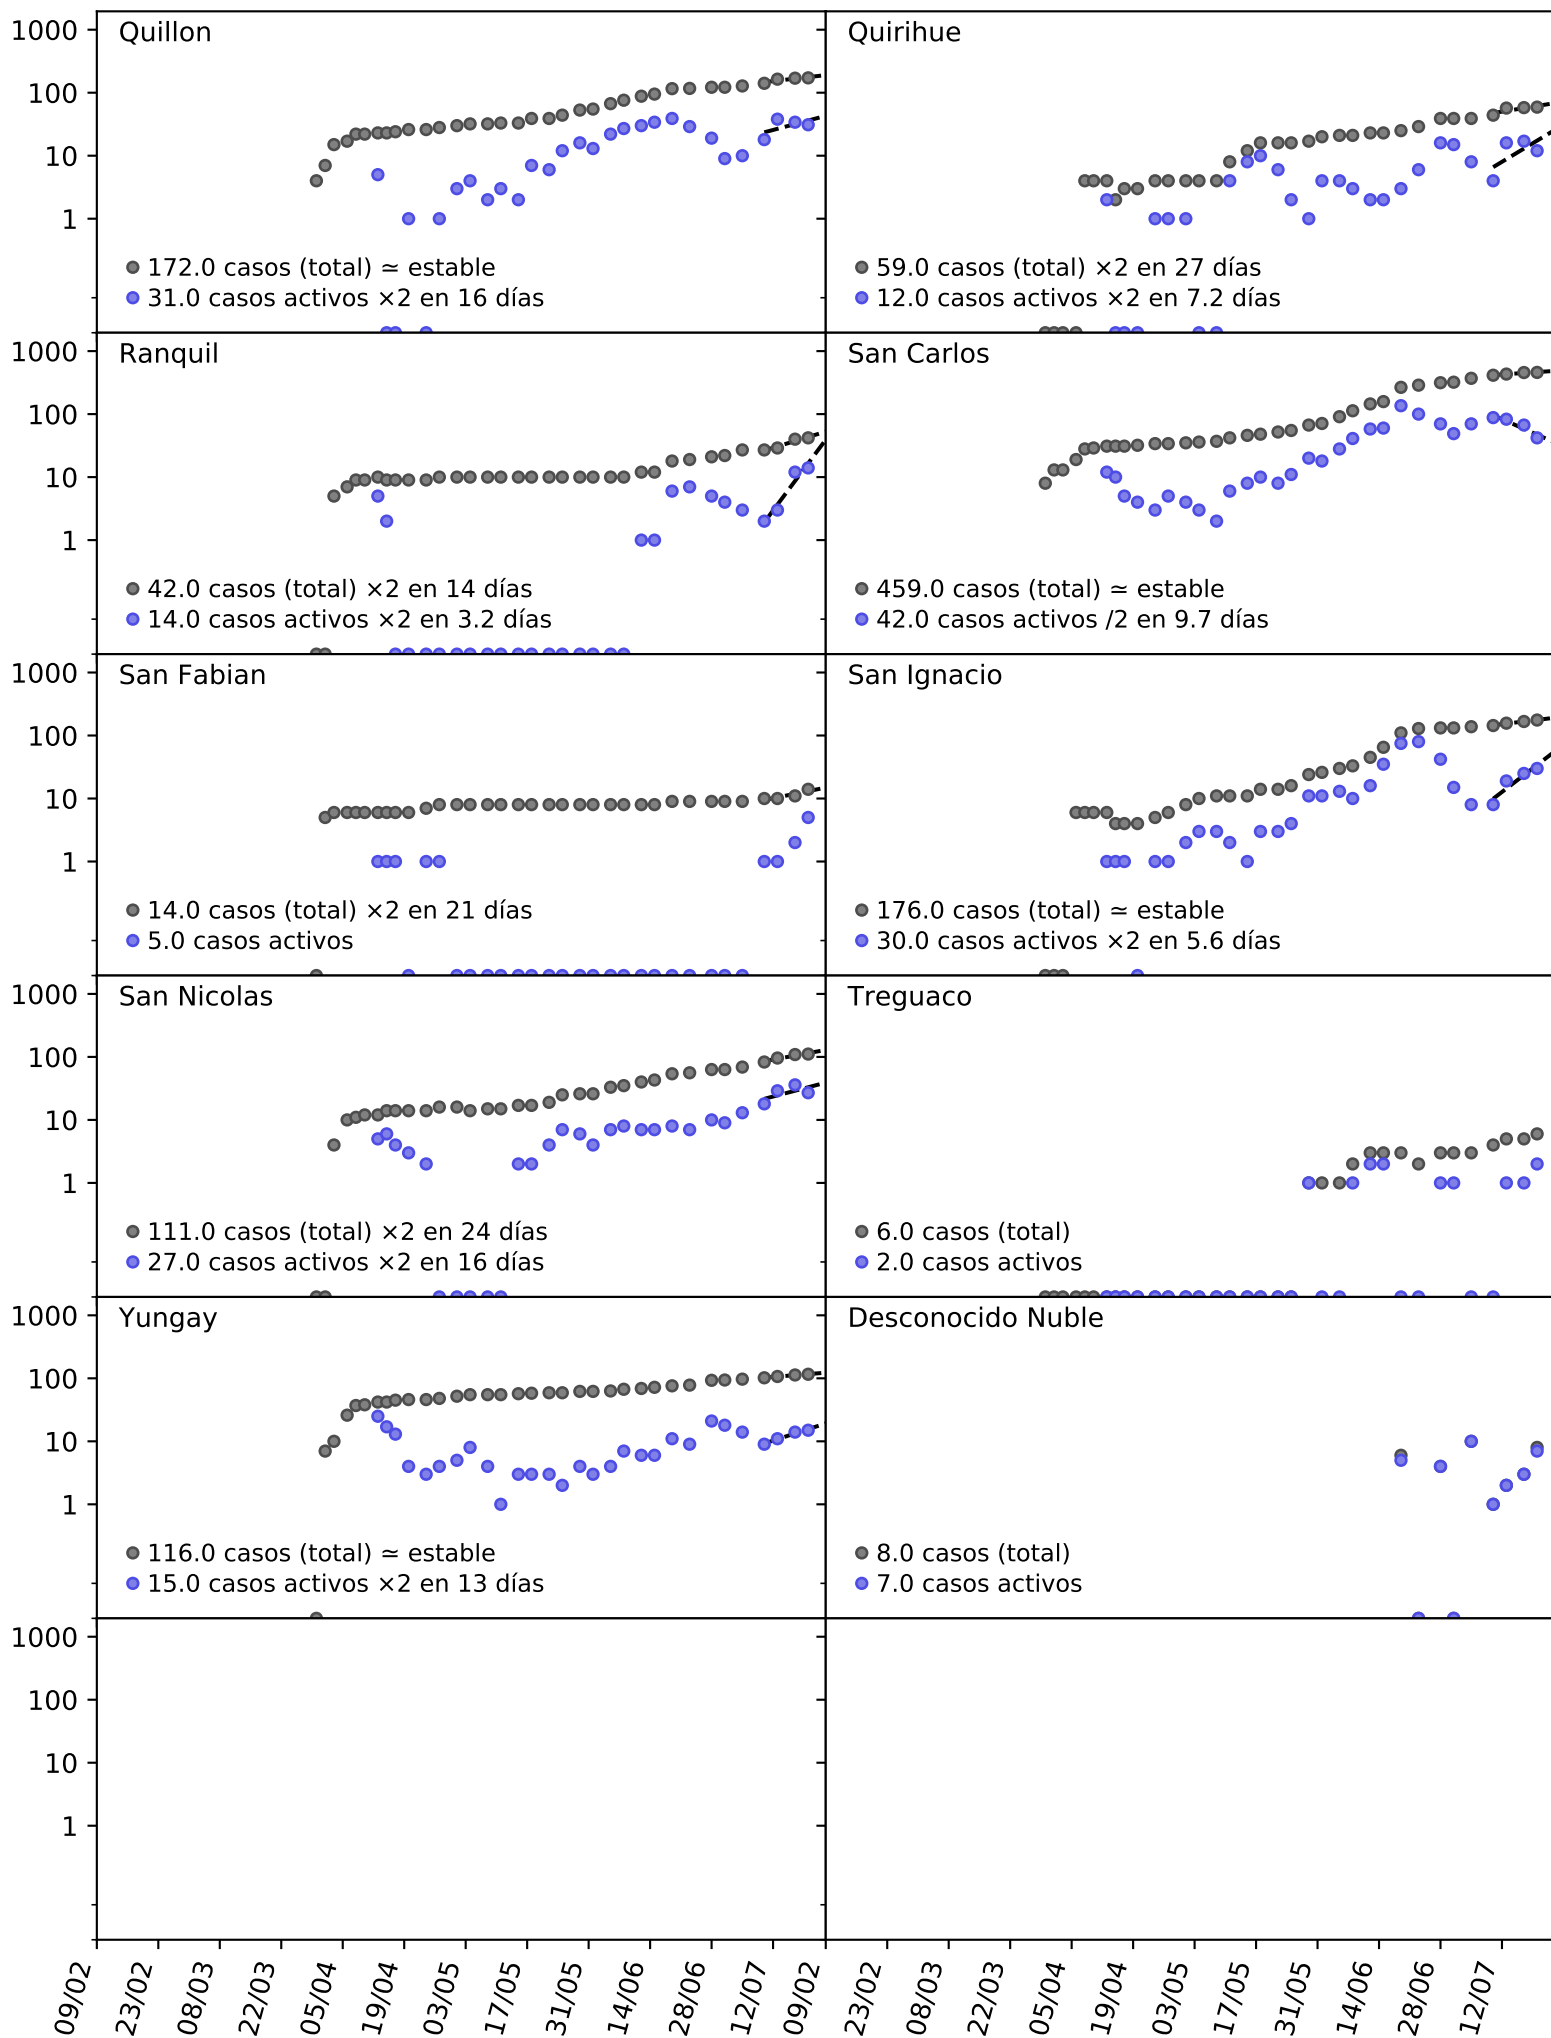 1000
100
10
1
Quillon
172.0 casos (total) ≃ estable
31.0 casos activos ×2 en 16 días
Quirihue
59.0 casos (total) ×2 en 27 días
12.0 casos activos ×2 en 7.2 días
1000
100
10
1
Ranquil
42.0 casos (total) ×2 en 14 días
14.0 casos activos ×2 en 3.2 días
San Carlos
459.0 casos (total) ≃ estable
42.0 casos activos /2 en 9.7 días
1000
100
10
1
San Fabian
14.0 casos (total) ×2 en 21 días
5.0 casos activos
San Ignacio
176.0 casos (total) ≃ estable
30.0 casos activos ×2 en 5.6 días
1000
100
10
1
San Nicolas
111.0 casos (total) ×2 en 24 días
27.0 casos activos ×2 en 16 días
Treguaco
6.0 casos (total)
2.0 casos activos
1000
100
10
1
Yungay
116.0 casos (total) ≃ estable
15.0 casos activos ×2 en 13 días
Desconocido Nuble
8.0 casos (total)
7.0 casos activos
1000
100
10
1
09/02
23/02
08/03
22/03
05/04
19/04
03/05
17/05
31/05
14/06
28/06
12/07
09/02
23/02
08/03
22/03
05/04
19/04
03/05
17/05
31/05
14/06
28/06
12/07